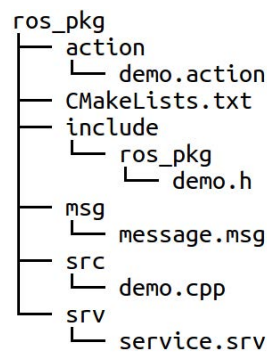 ros_pkg
action
demo.action
CMakeLists.txt
include
ros_pkg
demo.h
msg
message.msg
src
demo.cpp
srv
service.srv